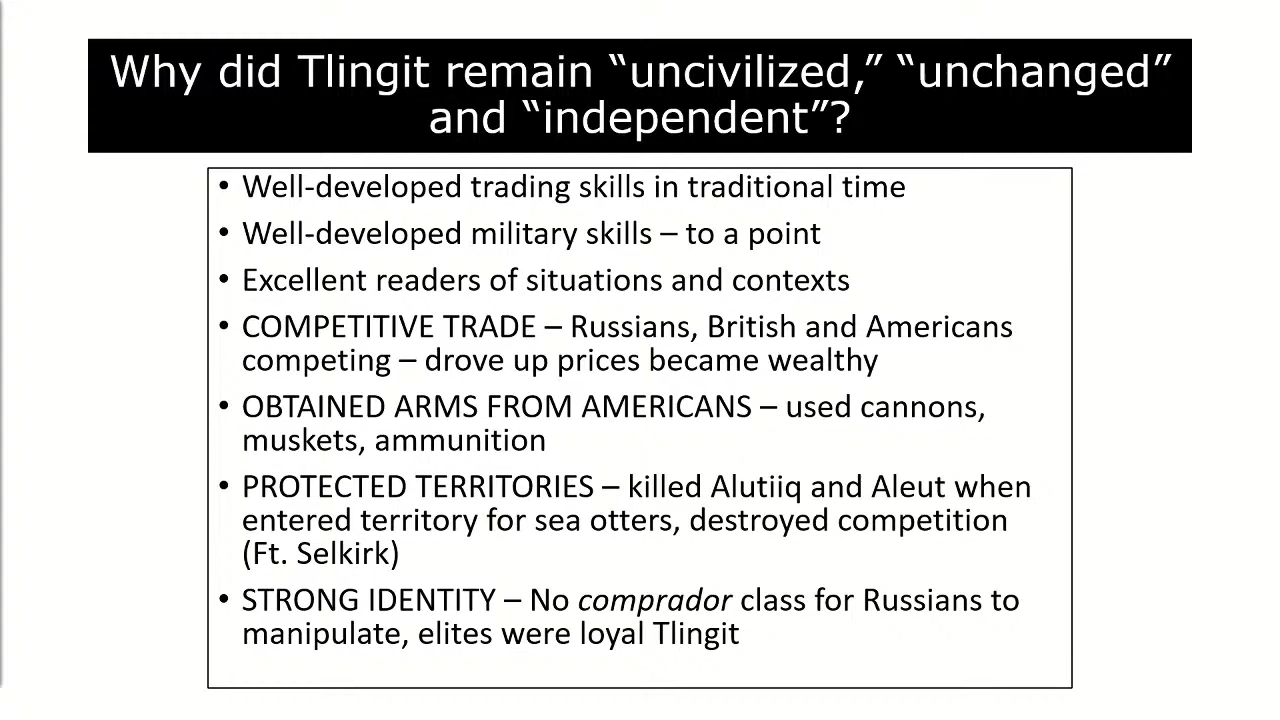 Why did Tlingit remain “uncivilized,” “unchanged”
and “independent”?
• Well-developed trading skills in traditional time
• Well-developed military skills – to a point
• Excellent readers of situations and contexts
• COMPETITIVE TRADE – Russians, British and Americans
competing – drove up prices became wealthy
• OBTAINED ARMS FROM AMERICANS – used cannons,
muskets, ammunition
• PROTECTED TERRITORIES – killed Alutiiq and Aleut when
entered territory for sea otters, destroyed competition
(Ft. Selkirk)
• STRONG IDENTITY – No comprador class for Russians to
manipulate, elites were loyal Tlingit